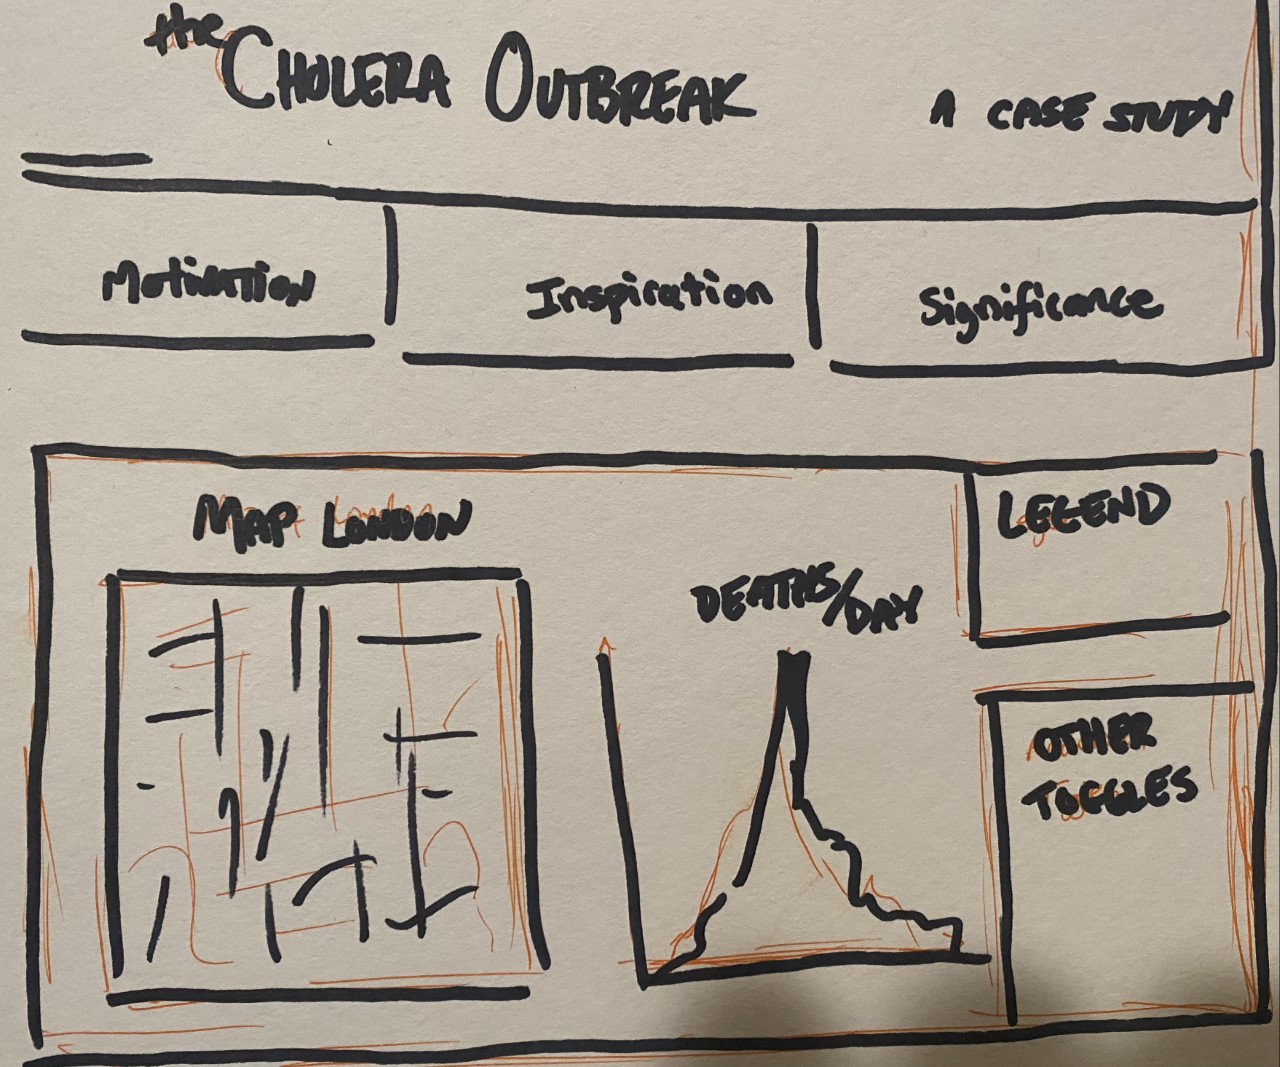 the CHOLERA OUTBREAK
A CASE STUDY
Motivation
Inspiration
Significance
MAP LONDON
DEATHS/DAY
LEGEND
OTHER
TOGGLES